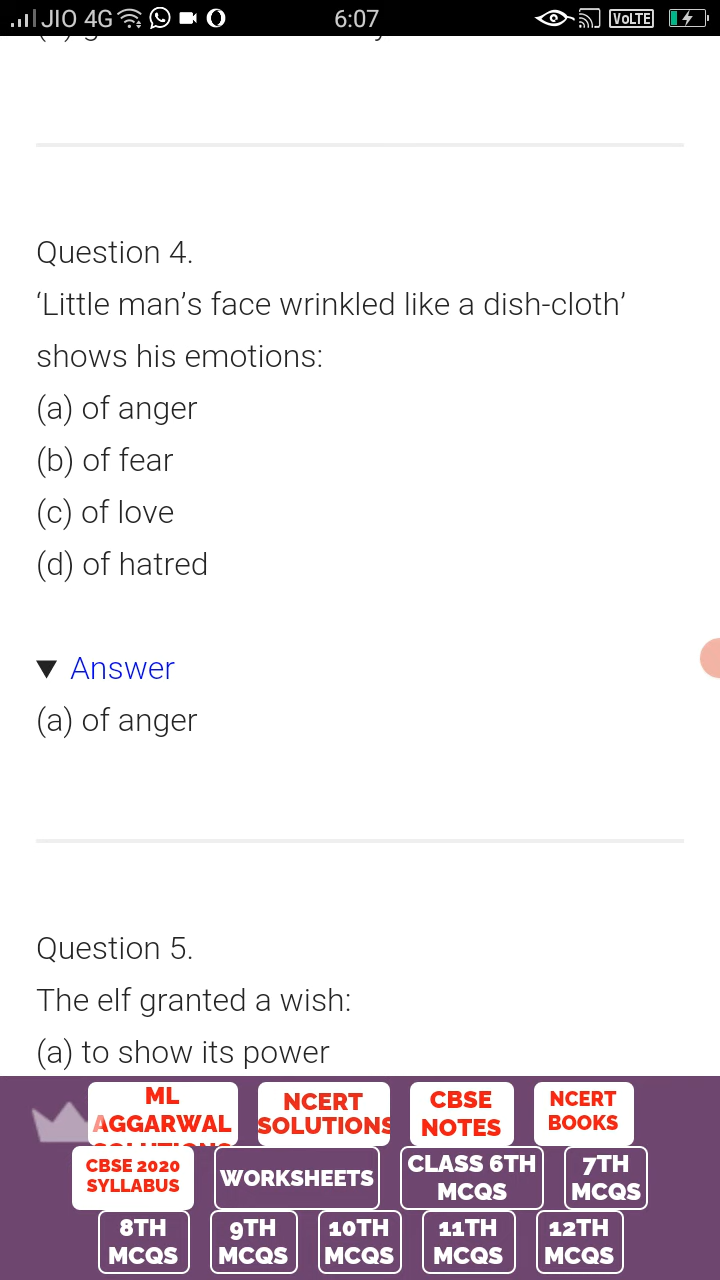 JIO 4G 6:07 VoLTE
Question 4.
‘Little man’s face wrinkled like a dish-cloth’
shows his emotions:
(a) of anger
(b) of fear
(c) of love
(d) of hatred
▼ Answer
(a) of anger
Question 5.
The elf granted a wish:
(a) to show its power
ML
AGGARWAL
NCERT
SOLUTIONS
CBSE
NOTES
NCERT
BOOKS
CBSE 2020
SYLLABUS
WORKSHEETS
CLASS 6TH
MCQS
7TH
MCQS
8TH
MCQS
9TH
MCQS
10TH
MCQS
11TH
MCQS
12TH
MCQS